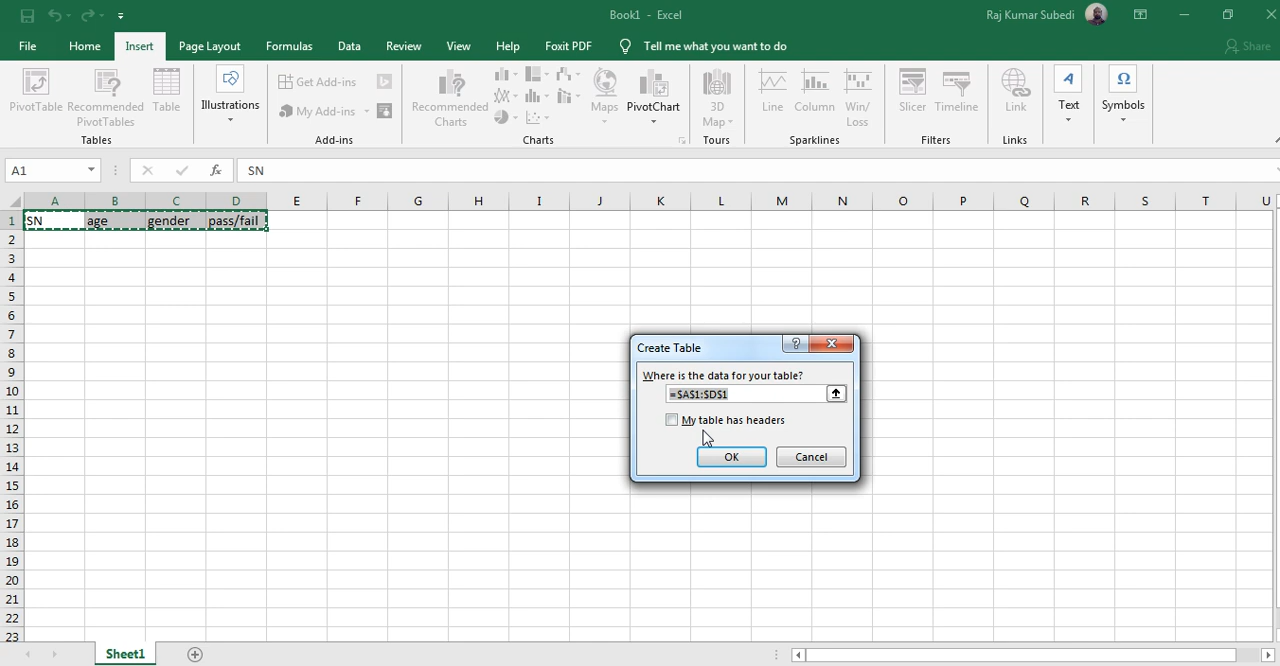 Book1 - Excel
Raj Kumar Subedi
File Home Insert Page Layout Formulas Data Review View Help Foxit PDF Tell me what you want to do Share
PivotTable Recommended PivotTables Table
Illustrations
Get Add-ins
My Add-ins
Recommended Charts
Maps PivotChart
3D Map
Line Column Win/Loss
Slicer Timeline
Link
Text
Symbols
Tables Add-ins Charts Tours Sparklines Filters Links
A1 fx SN
A B C D E F G H I J K L M N O P Q R S T U
1 SN age gender pass/fail
2
3
4
5
6
7
8
9
10
11
12
13
14
15
16
17
18
19
20
21
22
23
Create Table
Where is the data for your table?
=$A$1:$D$1
My table has headers
OK Cancel
Sheet1